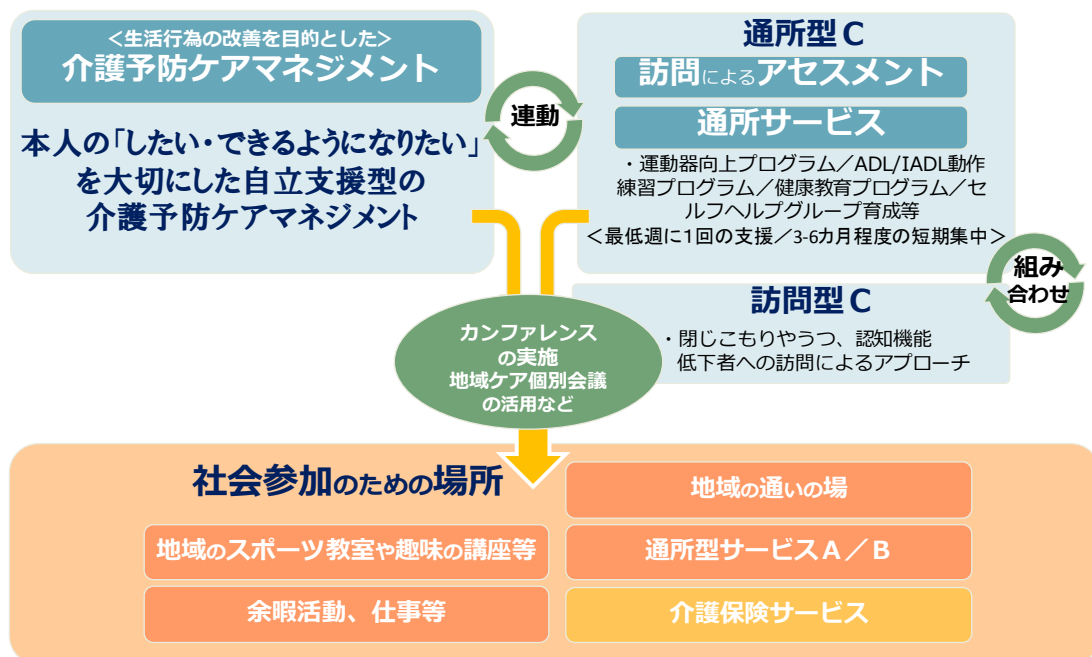 <生活行為の改善を目的とした>
介護予防ケアマネジメント
本人の「したい・できるようになりたい」
を大切にした自立支援型の
介護予防ケアマネジメント
連動
通所型C
訪問によるアセスメント
通所サービス
・運動器向上プログラム／ADL/IADL動作
練習プログラム／健康教育プログラム／セ
ルフヘルプグループ育成等
＜最低週に1回の支援／3-6カ月程度の短期集中＞
組み
合わせ
訪問型C
・閉じこもりやうつ、認知機能
低下者への訪問によるアプローチ
カンファレンス
の実施
地域ケア個別会議
の活用など
社会参加のための場所
地域の通いの場
地域のスポーツ教室や趣味の講座等
通所型サービスA／B
余暇活動、仕事等
介護保険サービス